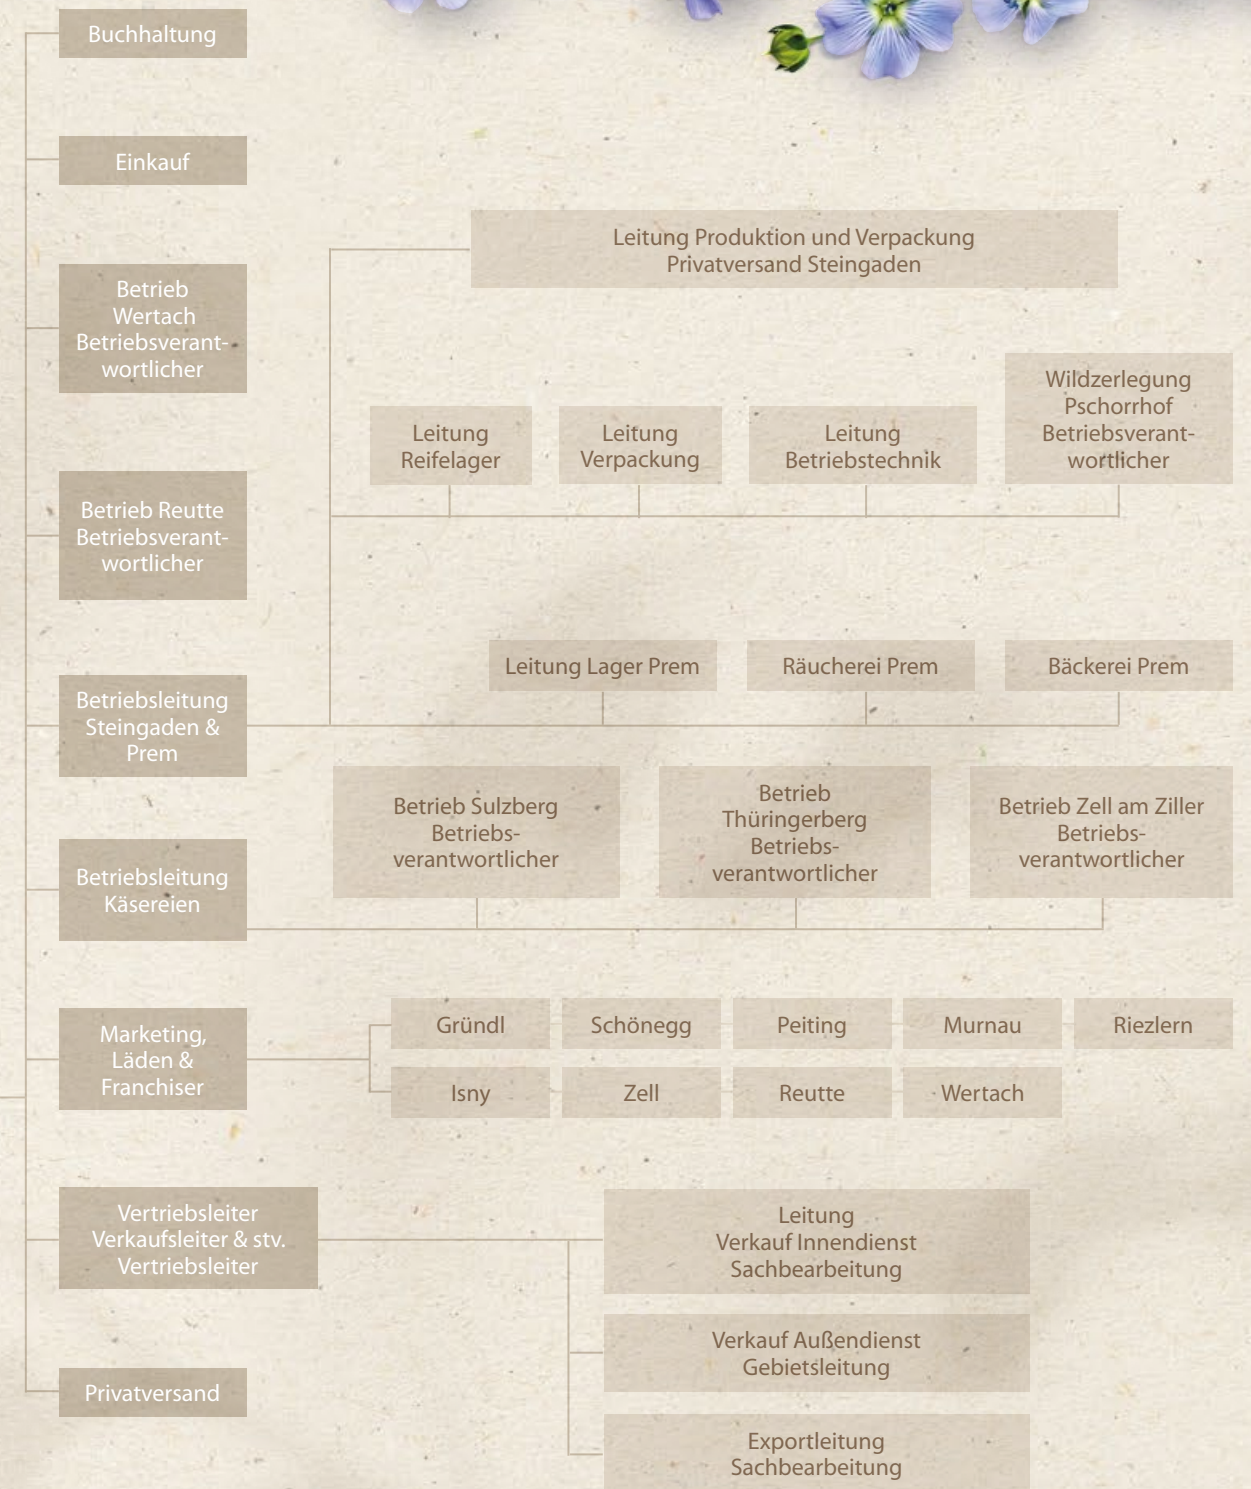 Buchhaltung
Einkauf
Betrieb
Wertach
Betriebsverant-
wortlicher
Betrieb Reutte
Betriebsverant-
wortlicher
Betriebsleitung
Steingaden &
Prem
Leitung Produktion und Verpackung
Privatversand Steingaden
Leitung
Reifelager
Leitung
Verpackung
Leitung
Betriebstechnik
Wildzerlegung
Pschorrhof
Betriebsverant-
wortlicher
Leitung Lager Prem
Räucherei Prem
Bäckerei Prem
Betriebsleitung
Käsereien
Betrieb Sulzberg
Betriebs-
verantwortlicher
Betrieb
Thüringerberg
Betriebs-
verantwortlicher
Betrieb Zell am Ziller
Betriebs-
verantwortlicher
Marketing,
Läden &
Franchiser
Gründl
Schönegg
Peiting
Murnau
Riezlern
Isny
Zell
Reutte
Wertach
Vertriebsleiter
Verkaufsleiter & stv.
Vertriebsleiter
Leitung
Verkauf Innendienst
Sachbearbeitung
Verkauf Außendienst
Gebietsleitung
Exportleitung
Sachbearbeitung
Privatversand